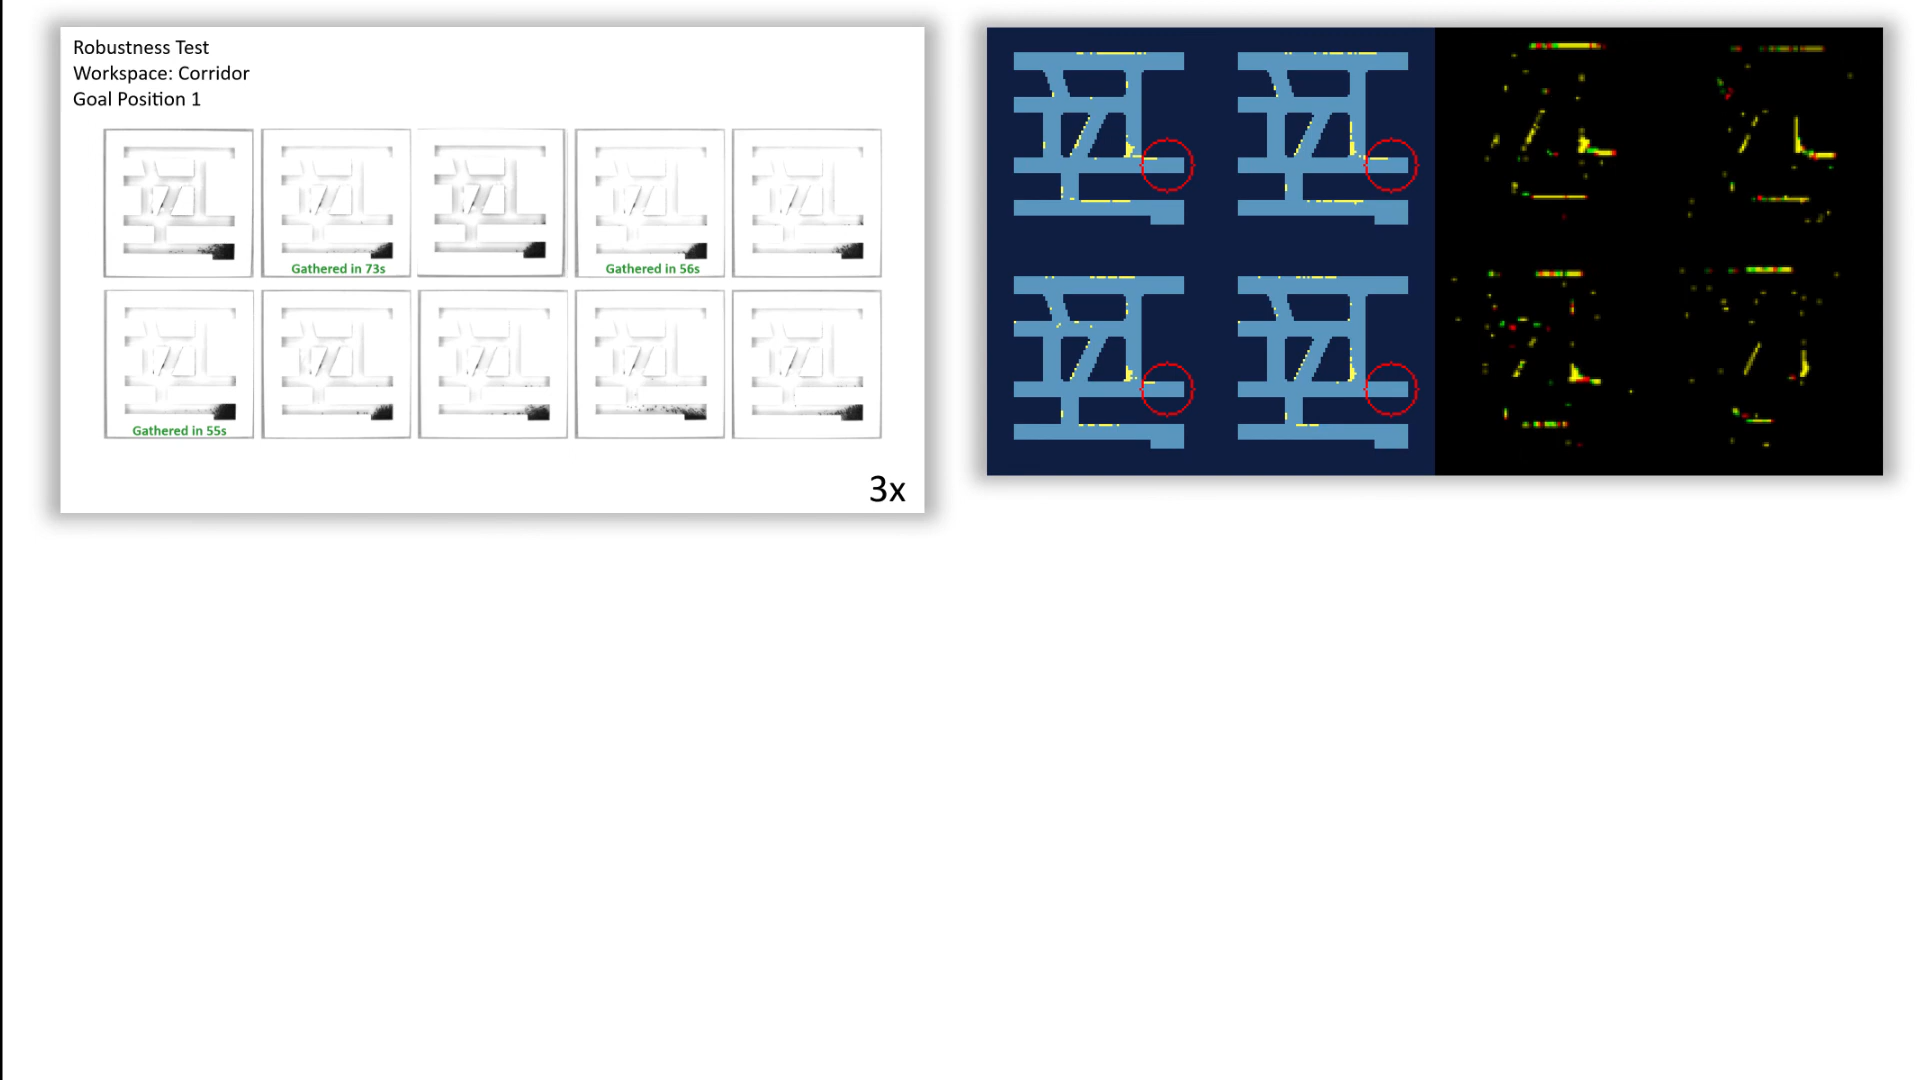 Robustness Test
Workspace: Corridor
Goal Position 1
Gathered in 73s
Gathered in 56s
Gathered in 55s
3x